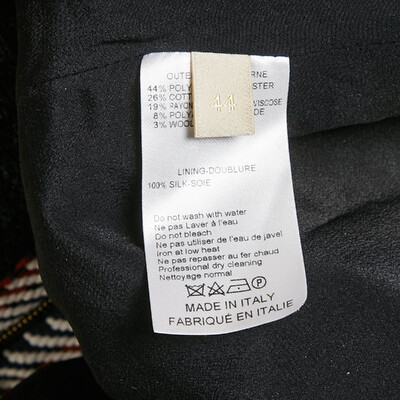 OUTE
44% POLY
26% COTT
19% RAYON VISCOSE
8% POLYA DE
3% WOOL
44
LINING-DOUBLURE
100% SILK-SOIE
Do not wash with water
Ne pas Laver à l'eau
Do not bleach
Ne pas utiliser de l'eau de javel
Iron at low heat
Ne pas repasser au fer chaud
Professional dry cleaning
Nettoyage normal
P
MADE IN ITALY
FABRIQUÉ EN ITALIE